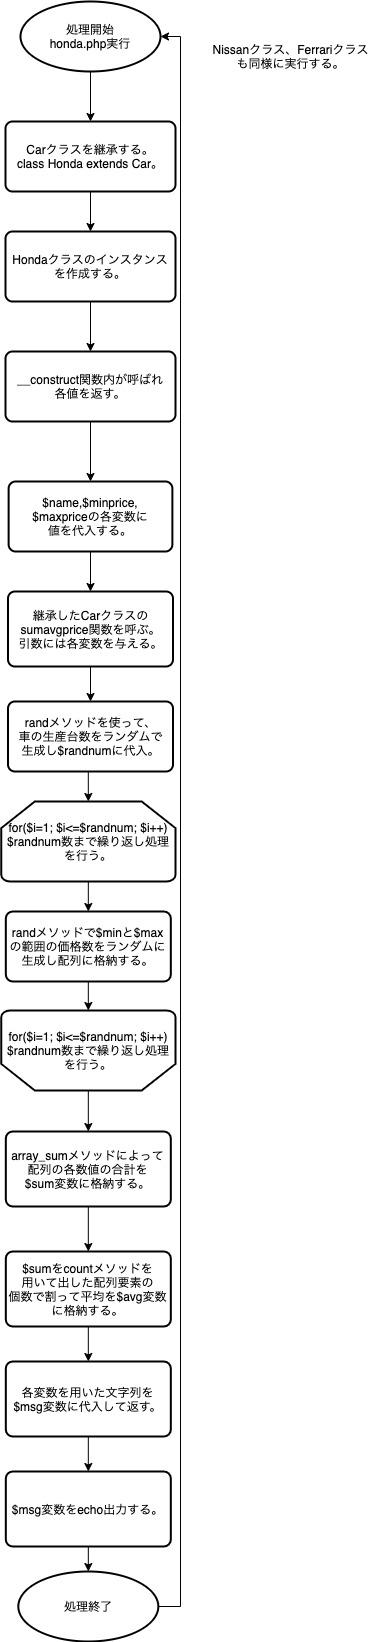 処理開始
honda.php実行
Nissanクラス、Ferrariクラス
も同様に実行する。
Carクラスを継承する。
class Honda extends Car。
Hondaクラスのインスタンス
を作成する。
__construct関数内が呼ばれ
各値を返す。
$name,$minprice,
$maxpriceの各変数に
値を代入する。
継承したCarクラスの
sumavgprice関数を呼ぶ。
引数には各変数を与える。
randメソッドを使って、
車の生産台数をランダムで
生成し$randnumに代入。
for($i=1; $i<=$randnum; $i++)
$randnum数まで繰り返し処理
を行う。
randメソッドで$minと$max
の範囲の価格数をランダムに
生成し配列に格納する。
for($i=1; $i<=$randnum; $i++)
$randnum数まで繰り返し処理
を行う。
array_sumメソッドによって
配列の各数値の合計を
$sum変数に格納する。
$sumをcountメソッドを
用いて出した配列要素の
個数で割って平均を$avg変数
に格納する。
各変数を用いた文字列を
$msg変数に代入して返す。
$msg変数をecho出力する。
処理終了